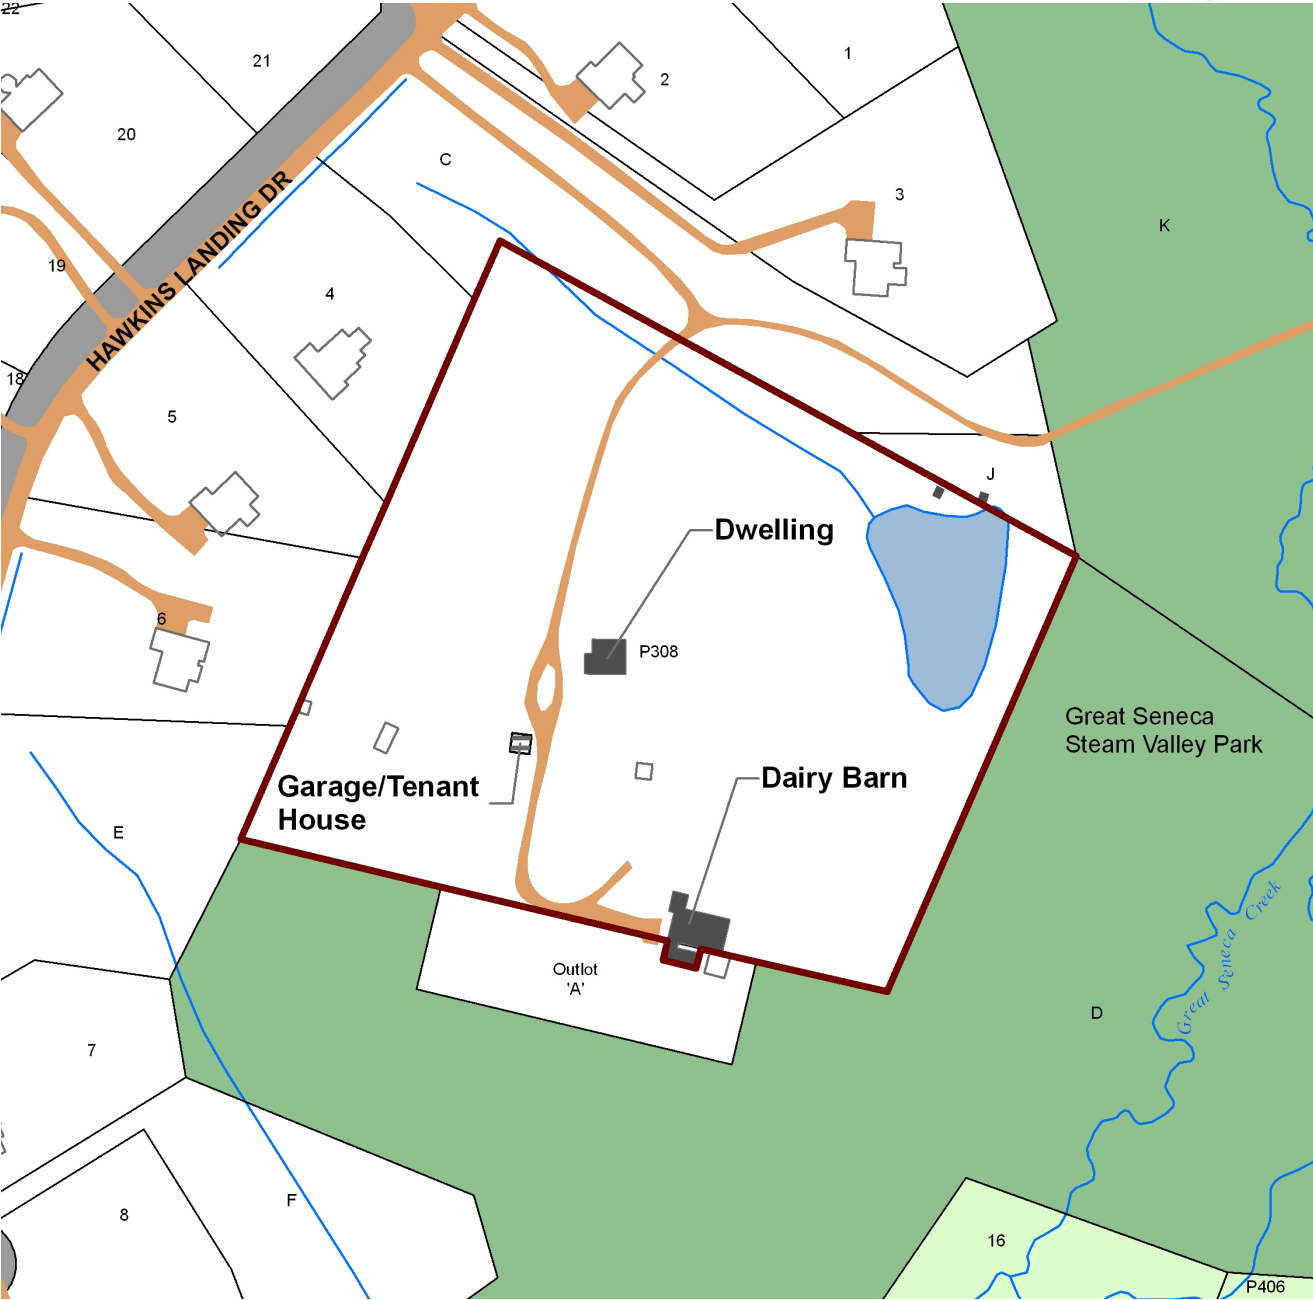 22
21
1
2
20
C
3
K
HAWKINS LANDING DR
19
4
18
5
J
Dwelling
6
P308
Great Seneca
Steam Valley Park
Garage/Tenant
House
Dairy Barn
E
Great Seneca Creek
Outlot
'A'
D
7
F
8
16
P406